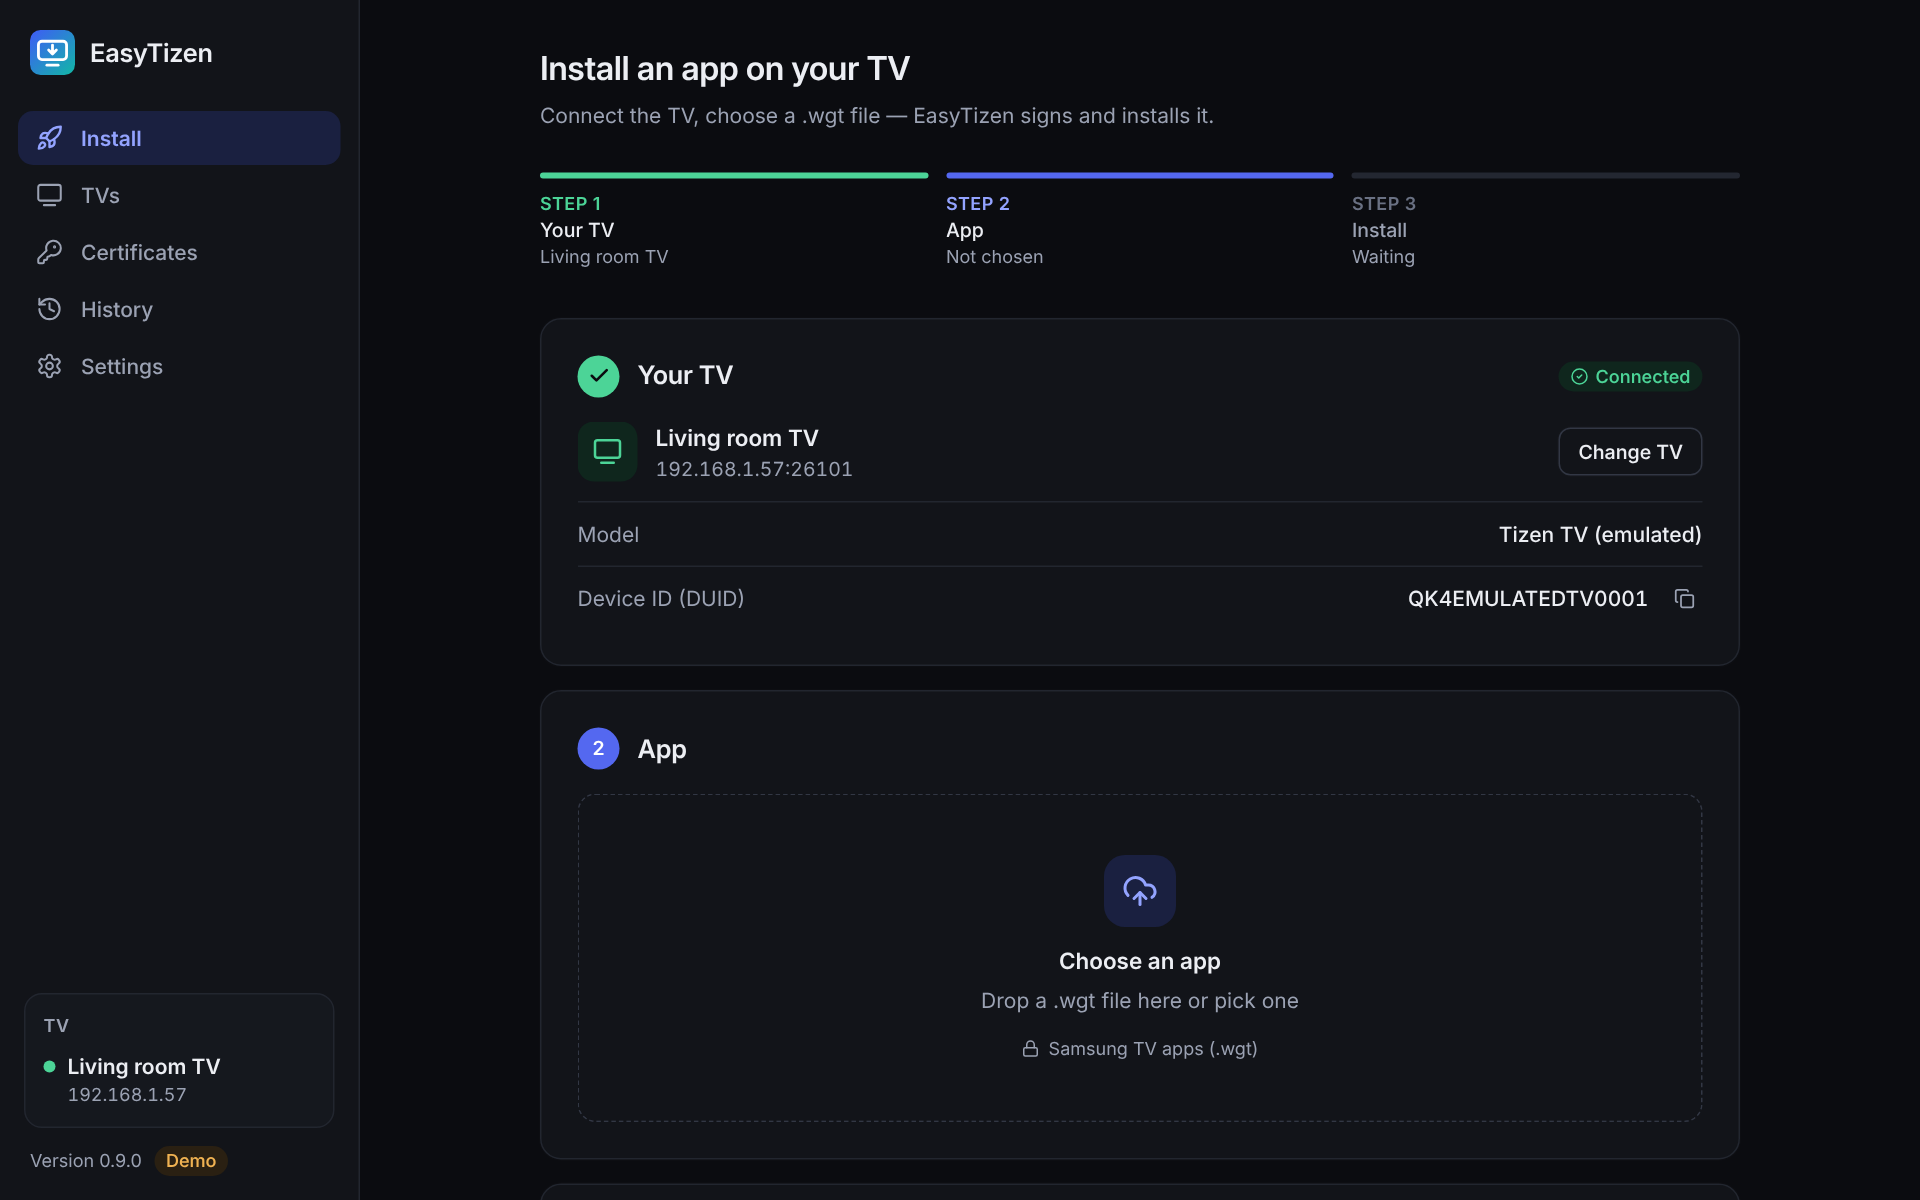 EasyTizen
Install
TVs
Certificates
History
Settings
TV
Living room TV
192.168.1.57
Version 0.9.0 Demo
Install an app on your TV
Connect the TV, choose a .wgt file — EasyTizen signs and installs it.
STEP 1
Your TV
Living room TV
STEP 2
App
Not chosen
STEP 3
Install
Waiting
Your TV
Connected
Living room TV
192.168.1.57:26101
Change TV
Model
Tizen TV (emulated)
Device ID (DUID)
QK4EMULATEDTV0001
2
App
Choose an app
Drop a .wgt file here or pick one
Samsung TV apps (.wgt)